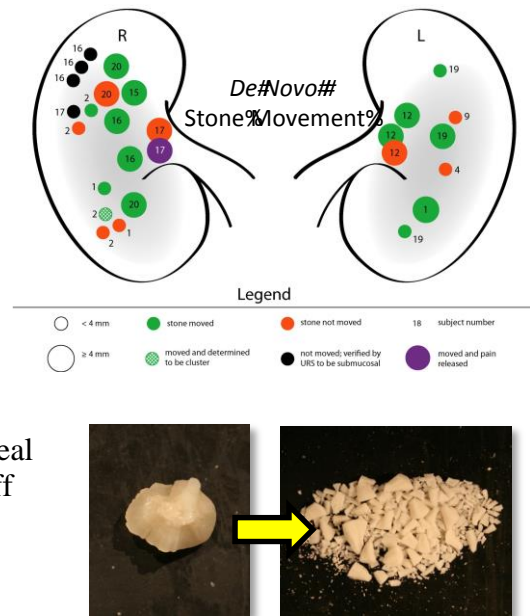 R
L
16
16
16
17
2
2
20
20
15
16
17
17
16
1
20
2
2
1
De#Novo#
Stone%Movement%
19
12
12
12
9
19
4
1
19
Legend
< 4 mm
stone moved
stone not moved
18 subject number
≥ 4 mm
moved and determined
to be cluster
not moved; verified by
URS to be submucosal
moved and pain
released
eal
ff